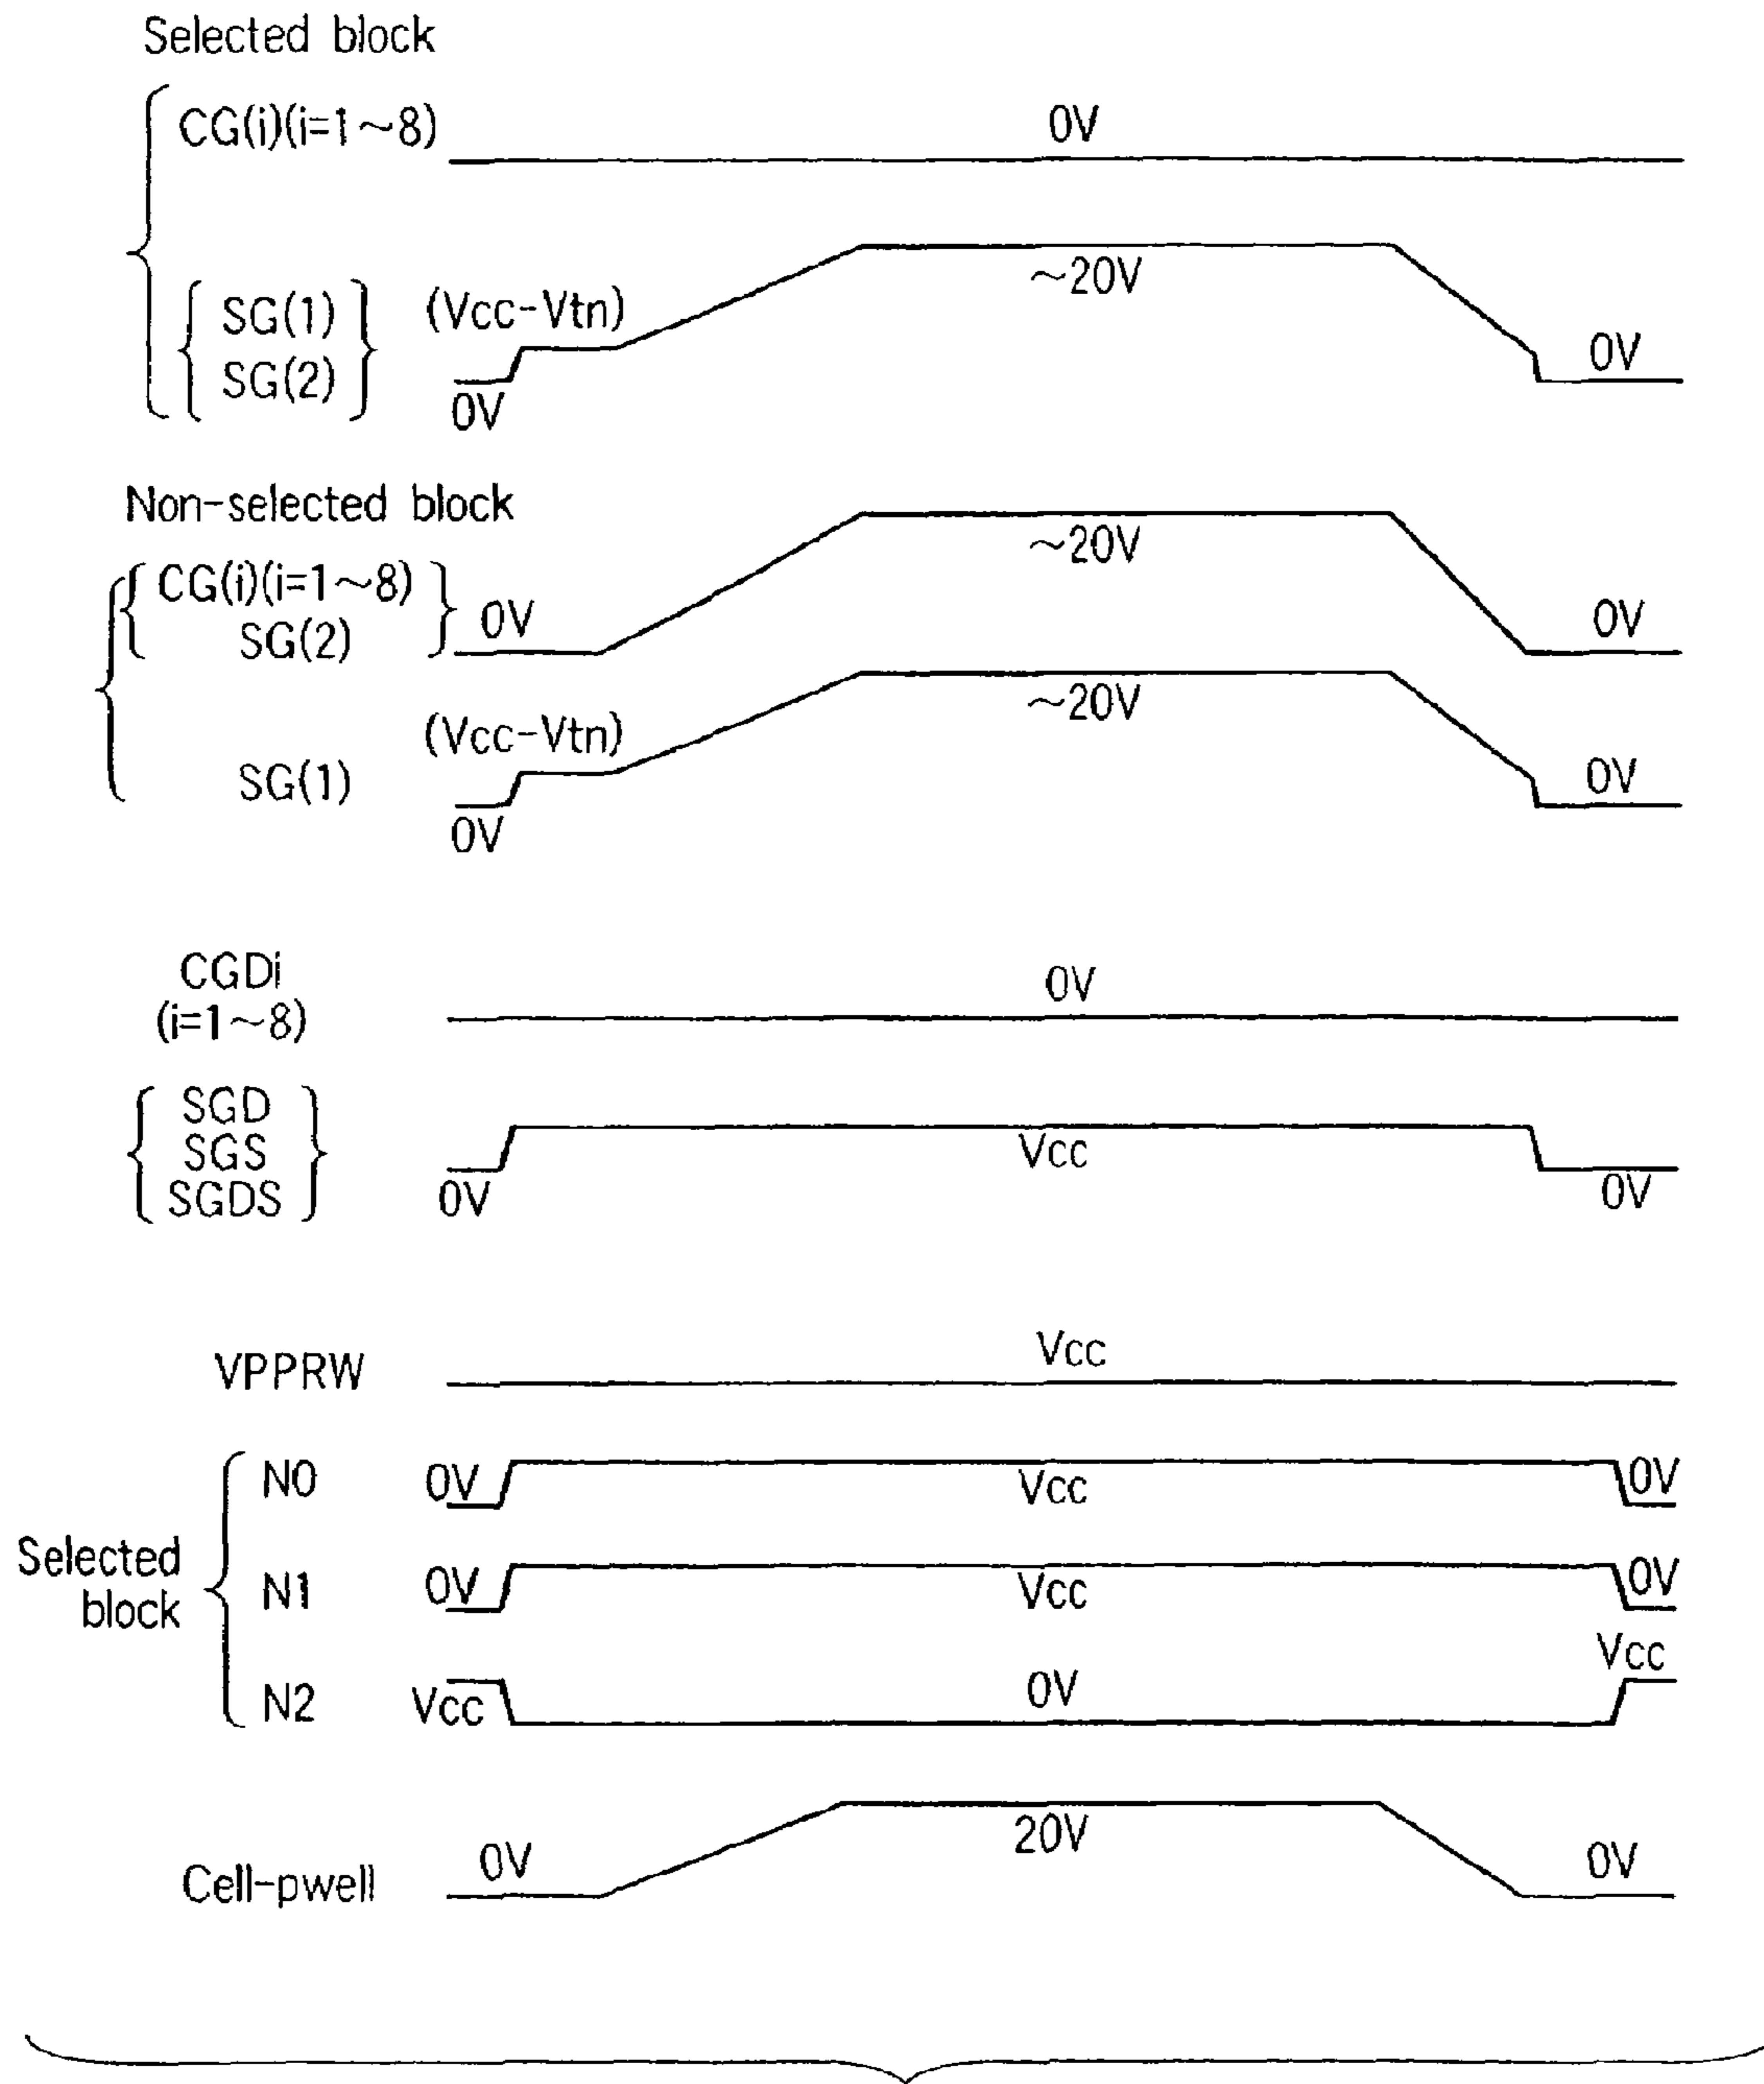 Selected block
CG(i)(i=1~8)
0V
SG(1)
SG(2)
(Vcc-Vtn)
0V
~20V
0V
Non-selected block
CG(i)(i=1~8)
SG(2)
0V
~20V
0V
SG(1)
(Vcc-Vtn)
0V
~20V
0V
CGDi
(i=1~8)
0V
SGD
SGS
SGDS
0V
Vcc
0V
VPPRW
Vcc
Selected
block
N0
0V
Vcc
0V
N1
0V
Vcc
0V
N2
Vcc
0V
Vcc
Cell-pwell
0V
20V
0V